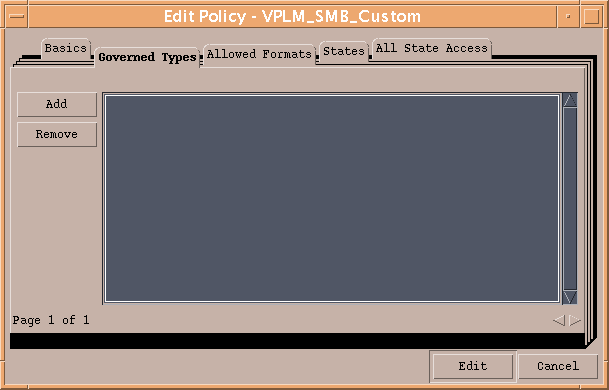 Edit Policy - VPLM_SMB_Custom
Basics
Governed Types
Allowed Formats
States
All State Access
Add
Remove
Page 1 of 1
Edit
Cancel